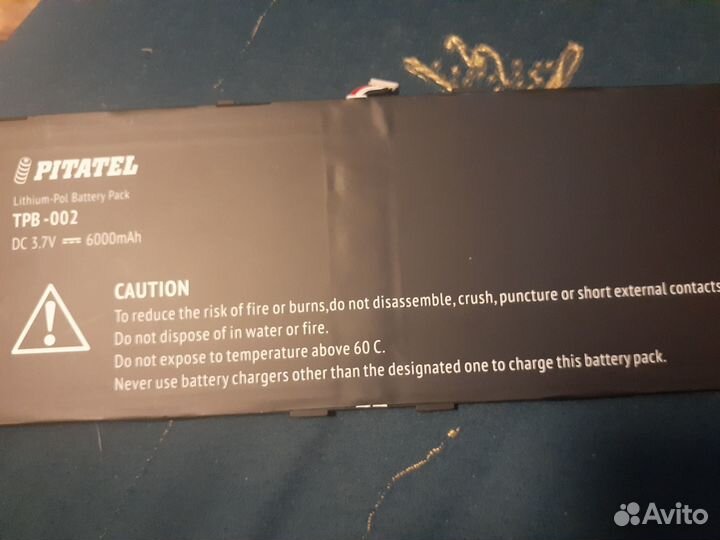 PITATEL
Lithium-Pol Battery Pack
TPB-002
DC 3.7V 6000mAh
CAUTION
To reduce the risk of fire or burns,do not disassemble, crush, puncture or short external contacts
Do not dispose of in water or fire.
Do not expose to temperature above 60 C.
Never use battery chargers other than the designated one to charge this battery pack.
Avito